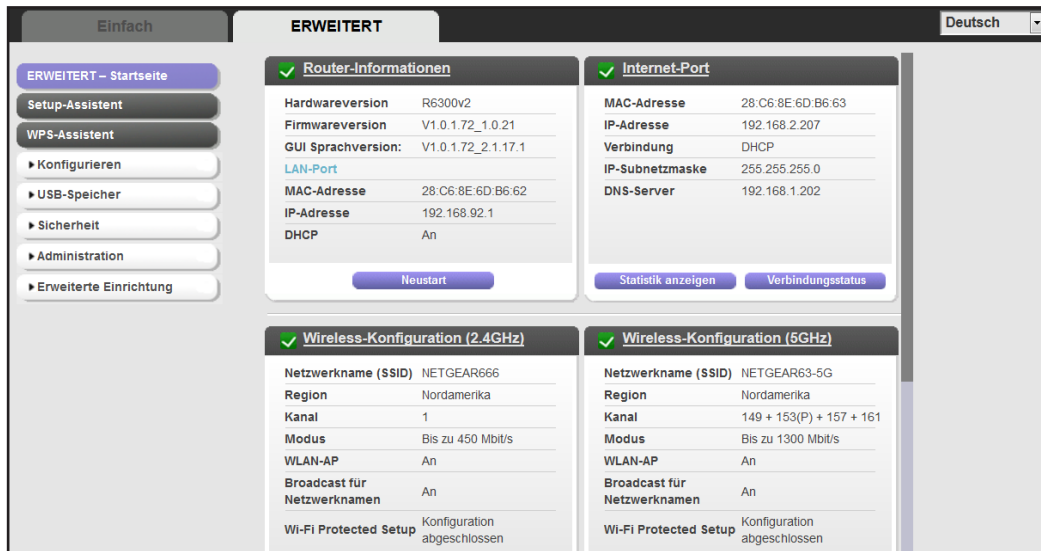 Einfach
ERWEITERT
Deutsch
ERWEITERT – Startseite
Setup-Assistent
WPS-Assistent
Konfigurieren
USB-Speicher
Sicherheit
Administration
Erweiterte Einrichtung
Router-Informationen
Hardwareversion R6300v2
Firmwareversion V1.0.1.72_1.0.21
GUI Sprachversion: V1.0.1.72_2.1.17.1
LAN-Port
MAC-Adresse 28:C6:8E:6D:B6:62
IP-Adresse 192.168.92.1
DHCP An
Neustart
Internet-Port
MAC-Adresse 28:C6:8E:6D:B6:63
IP-Adresse 192.168.2.207
Verbindung DHCP
IP-Subnetzmaske 255.255.255.0
DNS-Server 192.168.1.202
Statistik anzeigen Verbindungsstatus
Wireless-Konfiguration (2.4GHz)
Netzwerkname (SSID) NETGEAR666
Region Nordamerika
Kanal 1
Modus Bis zu 450 Mbit/s
WLAN-AP An
Broadcast für
Netzwerknamen An
Wi-Fi Protected Setup Konfiguration
abgeschlossen
Wireless-Konfiguration (5GHz)
Netzwerkname (SSID) NETGEAR63-5G
Region Nordamerika
Kanal 149 + 153(P) + 157 + 161
Modus Bis zu 1300 Mbit/s
WLAN-AP An
Broadcast für
Netzwerknamen An
Wi-Fi Protected Setup Konfiguration
abgeschlossen